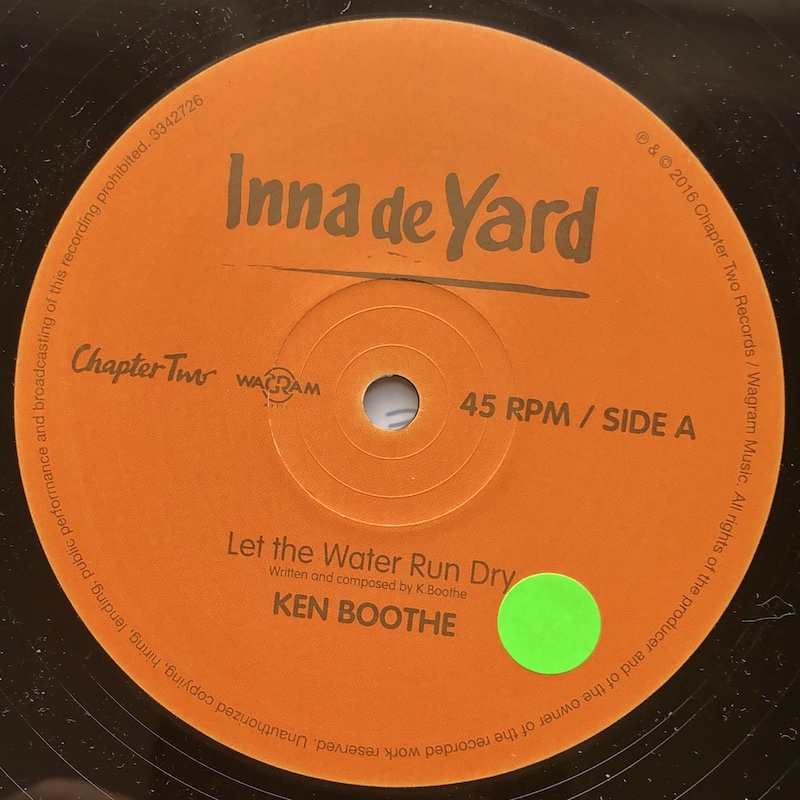 Inna de Yard
Chapter Two
WAGRAM
45 RPM / SIDE A
Let the Water Run Dry
Written and composed by K.Boothe
KEN BOOTHE
℗ & © 2016 Chapter Two Records / Wagram Music. All rights of the producer and of the owner of the recorded work reserved. Unauthorized copying, hiring, lending, public performance and broadcasting of this recording prohibited. 3342726